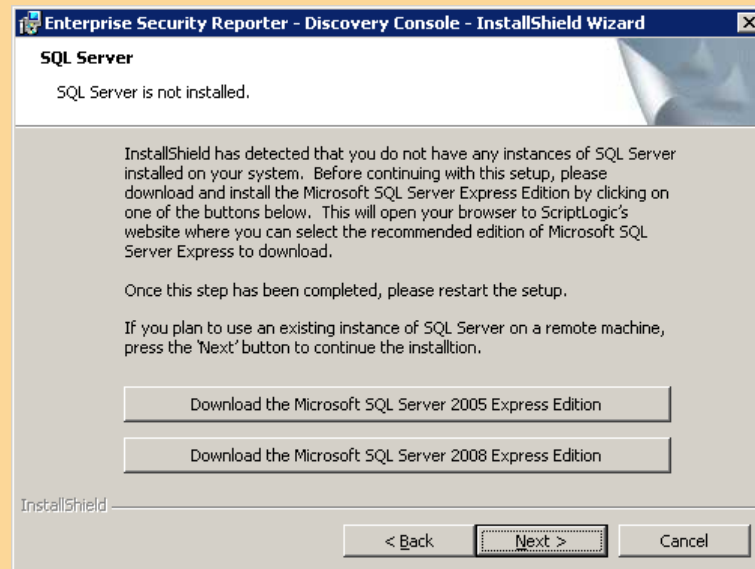 Enterprise Security Reporter - Discovery Console - InstallShield Wizard
SQL Server
SQL Server is not installed.
InstallShield has detected that you do not have any instances of SQL Server
installed on your system. Before continuing with this setup, please
download and install the Microsoft SQL Server Express Edition by clicking on
one of the buttons below. This will open your browser to ScriptLogic's
website where you can select the recommended edition of Microsoft SQL
Server Express to download.
Once this step has been completed, please restart the setup.
If you plan to use an existing instance of SQL Server on a remote machine,
press the 'Next' button to continue the installtion.
Download the Microsoft SQL Server 2005 Express Edition
Download the Microsoft SQL Server 2008 Express Edition
InstallShield
< Back Next > Cancel